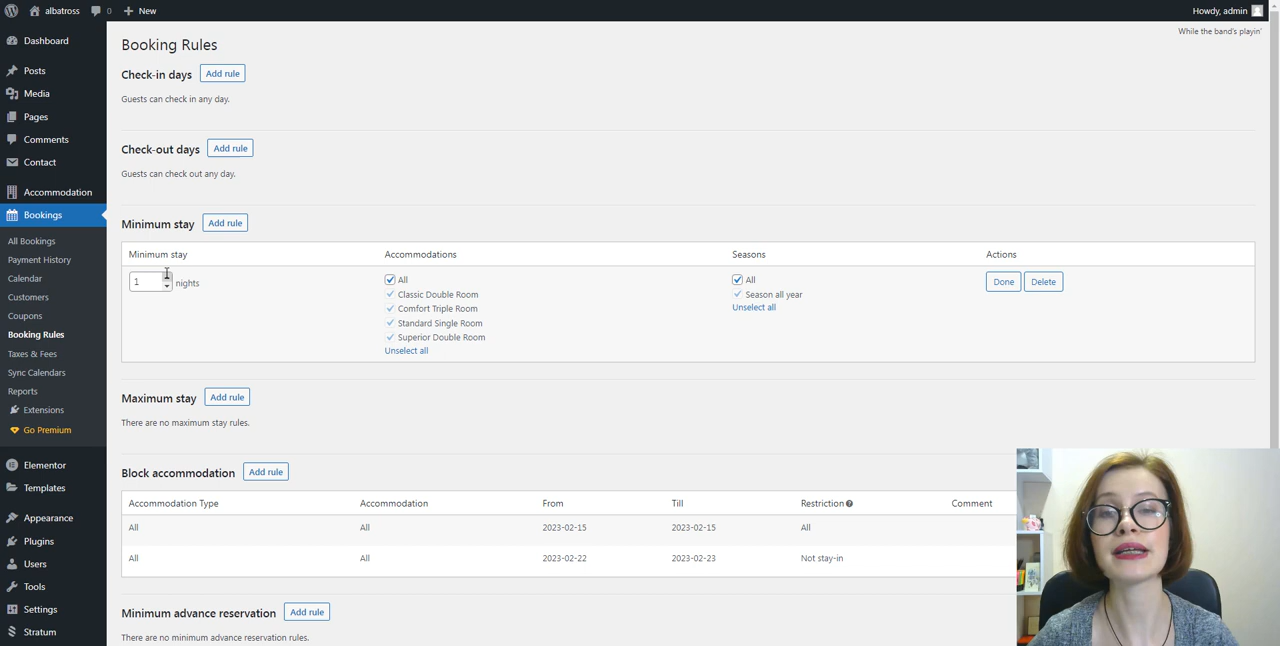 albatross 0 New Howdy, admin
While the band's playin'
Dashboard
Posts
Media
Pages
Comments
Contact
Accommodation
Bookings
All Bookings
Payment History
Calendar
Customers
Coupons
Booking Rules
Taxes & Fees
Sync Calendars
Reports
Extensions
Go Premium
Elementor
Templates
Appearance
Plugins
Users
Tools
Settings
Stratum
Booking Rules
Check-in days Add rule
Guests can check in any day.
Check-out days Add rule
Guests can check out any day.
Minimum stay Add rule
Minimum stay Accommodations Seasons Actions
1 nights All All Done Delete
Classic Double Room Season all year
Comfort Triple Room Unselect all
Standard Single Room
Superior Double Room
Unselect all
Maximum stay Add rule
There are no maximum stay rules.
Block accommodation Add rule
Accommodation Type Accommodation From Till Restriction Comment
All All 2023-02-15 2023-02-15 All
All All 2023-02-22 2023-02-23 Not stay-in
Minimum advance reservation Add rule
There are no minimum advance reservation rules.